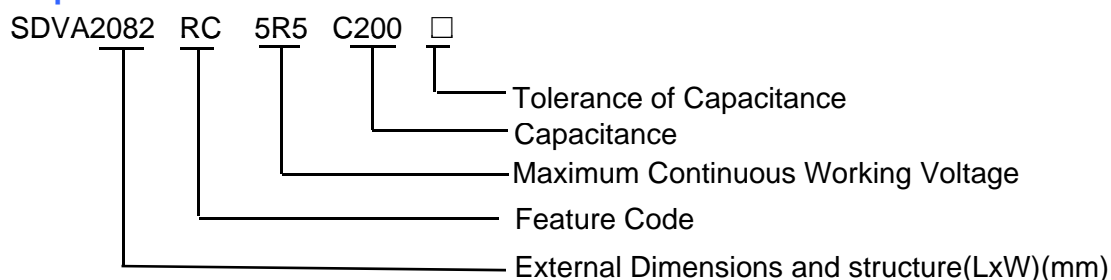 SDVA2082 RC 5R5 C200 □
Tolerance of Capacitance
Capacitance
Maximum Continuous Working Voltage
Feature Code
External Dimensions and structure(LxW)(mm)